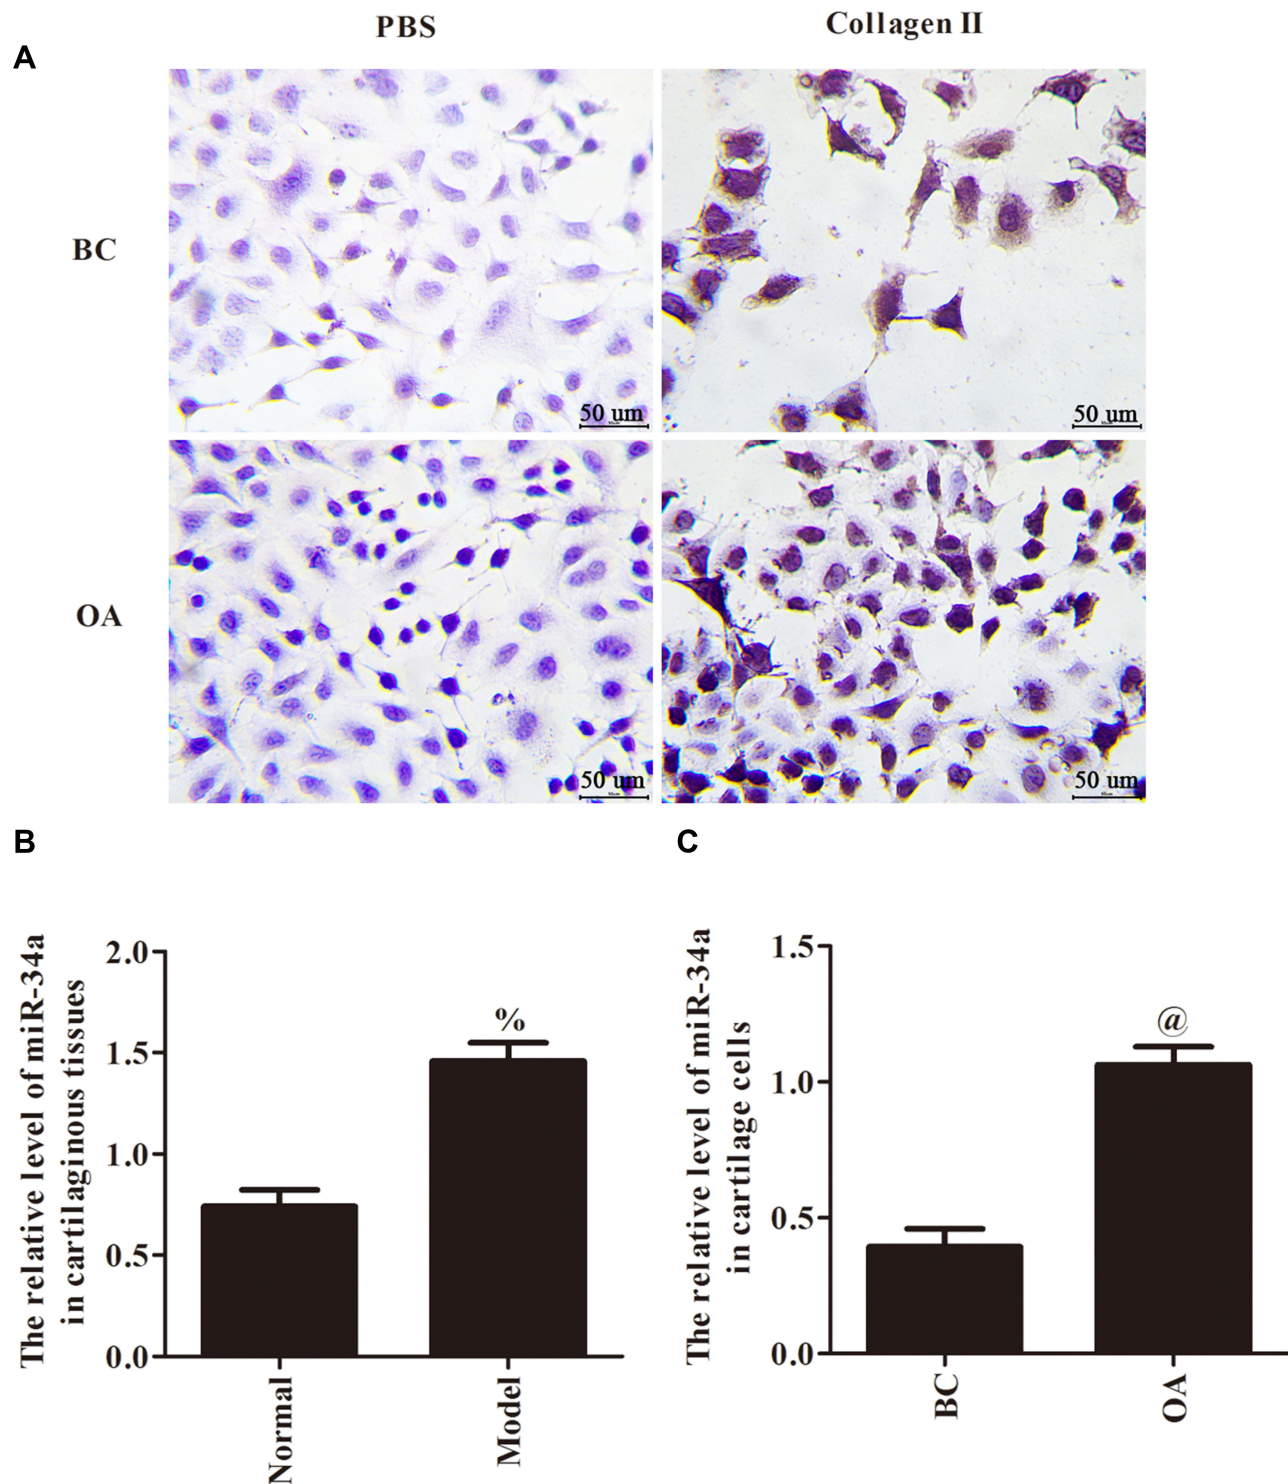 PBS
Collagen II
A
BC
50 um
50 um
OA
50 um
50 um
B
C
The relative level of miR-34a
in cartilaginous tissues
2.0
1.5
1.0
0.5
0.0
%
Normal
Model
The relative level of miR-34a
in cartilage cells
1.5
1.0
0.5
0.0
@
BC
OA